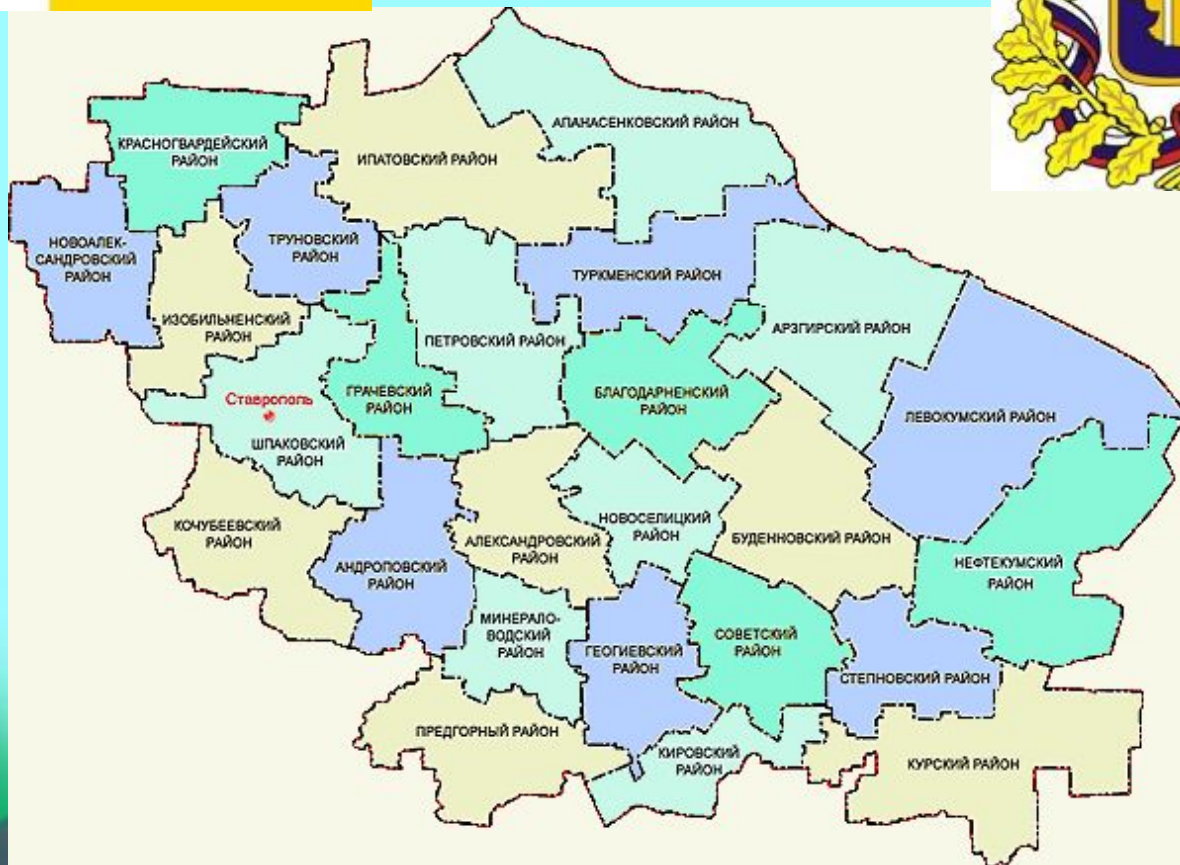 АПАНАСЕНКОВСКИЙ РАЙОН
КРАСНОГВАРДЕЙСКИЙ
РАЙОН
ИПАТОВСКИЙ РАЙОН
НОВОАЛЕК-
САНДРОВСКИЙ
РАЙОН
ТРУНОВСКИЙ
РАЙОН
ТУРКМЕНСКИЙ РАЙОН
ИЗОБИЛЬНЕНСКИЙ
РАЙОН
ПЕТРОВСКИЙ РАЙОН
АРЗГИРСКИЙ РАЙОН
ГРАЧЕВСКИЙ
РАЙОН
БЛАГОДАРНЕНСКИЙ
РАЙОН
Ставрополь
ШПАКОВСКИЙ
РАЙОН
ЛЕВОКУМСКИЙ РАЙОН
КОЧУБЕЕВСКИЙ
РАЙОН
АНДРОПОВСКИЙ
РАЙОН
АЛЕКСАНДРОВСКИЙ
РАЙОН
НОВОСЕЛИЦКИЙ
РАЙОН
БУДЕННОВСКИЙ РАЙОН
НЕФТЕКУМСКИЙ
РАЙОН
МИНЕРАЛО-
ВОДСКИЙ
РАЙОН
ГЕОГИЕВСКИЙ
РАЙОН
СОВЕТСКИЙ
РАЙОН
СТЕПНОВСКИЙ РАЙОН
ПРЕДГОРНЫЙ РАЙОН
КИРОВСКИЙ
РАЙОН
КУРСКИЙ РАЙОН